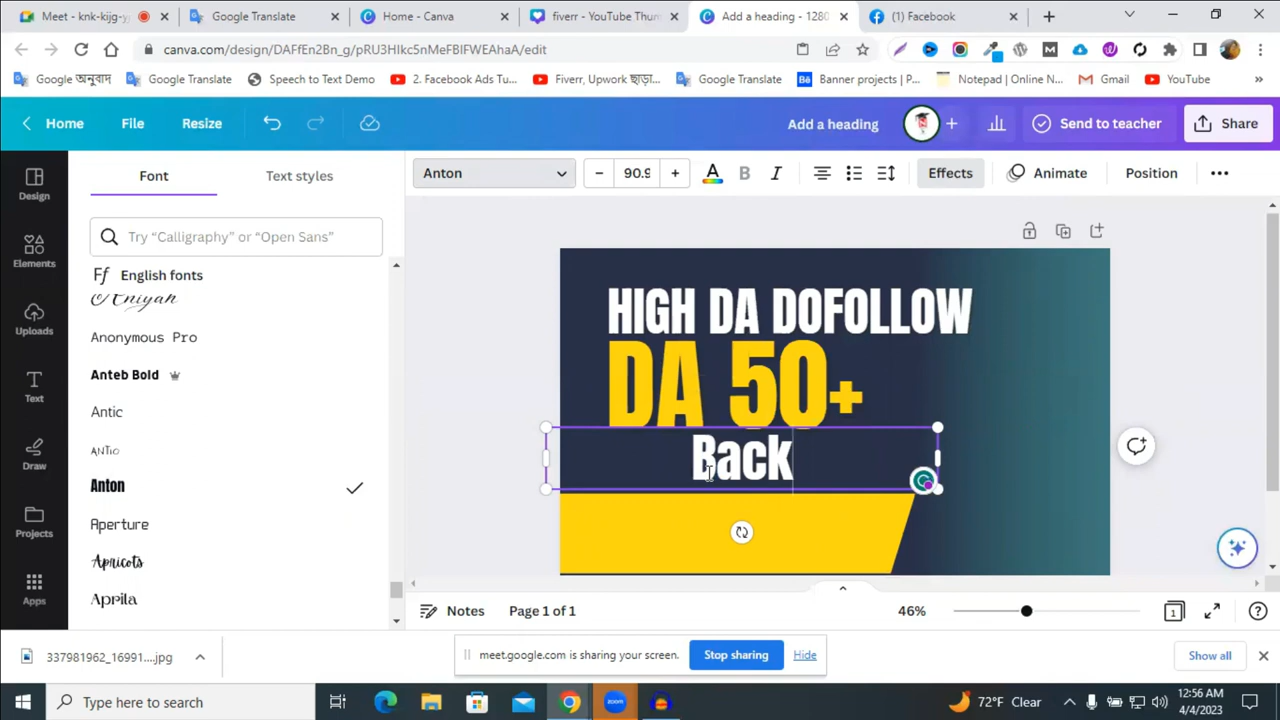 Meet - knk-kijg-
Google Translate
Home - Canva
fiverr - YouTube Thum
Add a heading - 1280
(1) Facebook
canva.com/design/DAFfEn2Bn_g/pRU3HIkc5nMeFBIFWEAhaA/edit
Google অনুবাদ
Google Translate
Speech to Text Demo
2. Facebook Ads Tu...
Fiverr, Upwork ছাড়া...
Google Translate
Banner projects | P...
Notepad | Online N...
Gmail
YouTube
Home
File
Resize
Add a heading
Send to teacher
Share
Design
Elements
Uploads
Text
Draw
Projects
Apps
Font
Text styles
Try “Calligraphy” or “Open Sans”
Ff English fonts
Eniyah
Anonymous Pro
Anteb Bold
Antic
ANTIC
Anton
Aperture
Apricots
Aprila
Anton
90.9
A
B
I
Effects
Animate
Position
HIGH DA DOFOLLOW
DA 50+
Back
Notes
Page 1 of 1
46%
1
337981962_16991....jpg
meet.google.com is sharing your screen.
Stop sharing
Hide
Show all
Type here to search
zoom
72°F Clear
12:56 AM
4/4/2023